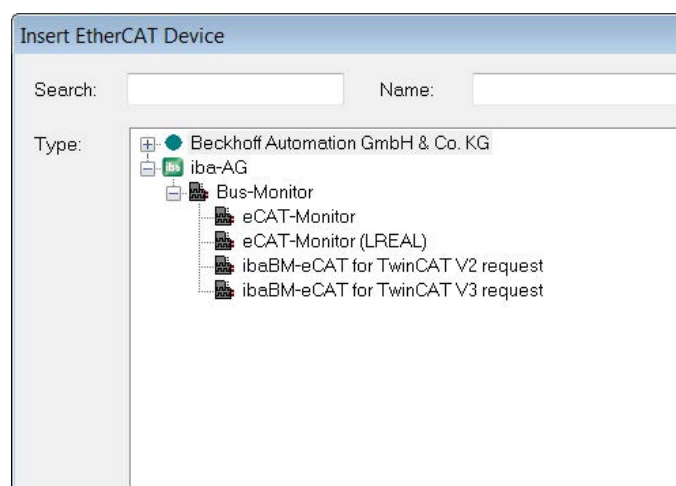 Insert EtherCAT Device
Search: Name:
Type:
Beckhoff Automation GmbH & Co. KG
iba iba-AG
Bus-Monitor
eCAT-Monitor
eCAT-Monitor (LREAL)
ibaBM-eCAT for TwinCAT V2 request
ibaBM-eCAT for TwinCAT V3 request